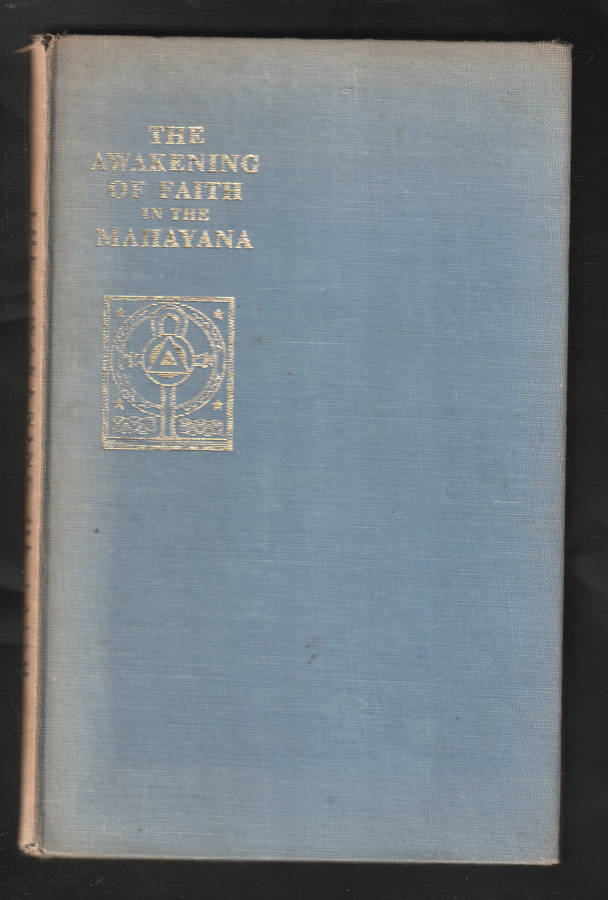 THE
AWAKENING
OF FAITH
IN THE
MAHAYANA